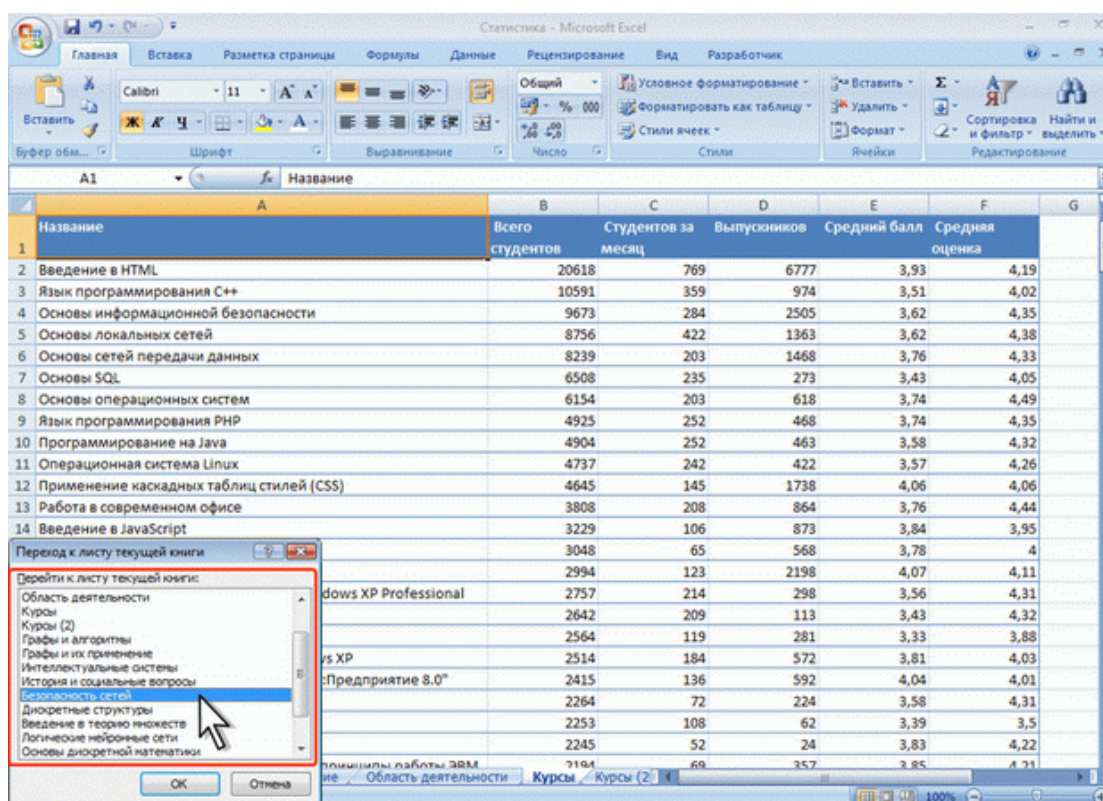 Статистика - Microsoft Excel
Главная Вставка Разметка страницы Формулы Данные Рецензирование Вид Разработчик
Вставить
Calibri 11
Ж К Ч
Общий
% 000
Условное форматирование
Форматировать как таблицу
Стили ячеек
Вставить
Удалить
Формат
Σ
Сортировка и фильтр
Найти и выделить
Буфер обм... Шрифт Выравнивание Число Стили Ячейки Редактирование
A1 fx Название
A B C D E F G
1 Название Всего студентов Студентов за месяц Выпускников Средний балл Средняя оценка
2 Введение в HTML 20618 769 6777 3,93 4,19
3 Язык программирования C++ 10591 359 974 3,51 4,02
4 Основы информационной безопасности 9673 284 2505 3,62 4,35
5 Основы локальных сетей 8756 422 1363 3,62 4,38
6 Основы сетей передачи данных 8239 203 1468 3,76 4,33
7 Основы SQL 6508 235 273 3,43 4,05
8 Основы операционных систем 6154 203 618 3,74 4,49
9 Язык программирования PHP 4925 252 468 3,74 4,35
10 Программирование на Java 4904 252 463 3,58 4,32
11 Операционная система Linux 4737 242 422 3,57 4,26
12 Применение каскадных таблиц стилей (CSS) 4645 145 1738 4,06 4,06
13 Работа в современном офисе 3808 208 864 3,76 4,44
14 Введение в JavaScript 3229 106 873 3,84 3,95
3048 65 568 3,78 4
2994 123 2198 4,07 4,11
dows XP Professional 2757 214 298 3,56 4,31
2642 209 113 3,43 4,32
2564 119 281 3,33 3,88
vs XP 2514 184 572 3,81 4,03
:Предприятие 8.0" 2415 136 592 4,04 4,01
2264 72 224 3,58 4,31
2253 108 62 3,39 3,5
2245 52 24 3,83 4,22
принципы работы ЭВМ 2194 69 357 3,85 4,21
Переход к листу текущей книги
Перейти к листу текущей книги:
Область деятельности
Курсы
Курсы (2)
Графы и алгоритмы
Графы и их применение
Интеллектуальные системы
История и социальные вопросы
Безопасность сетей
Дискретные структуры
Введение в теорию множеств
Логические нейронные сети
Основы дискретной математики
ОК Отмена
ие Область деятельности Курсы Курсы (2
100%